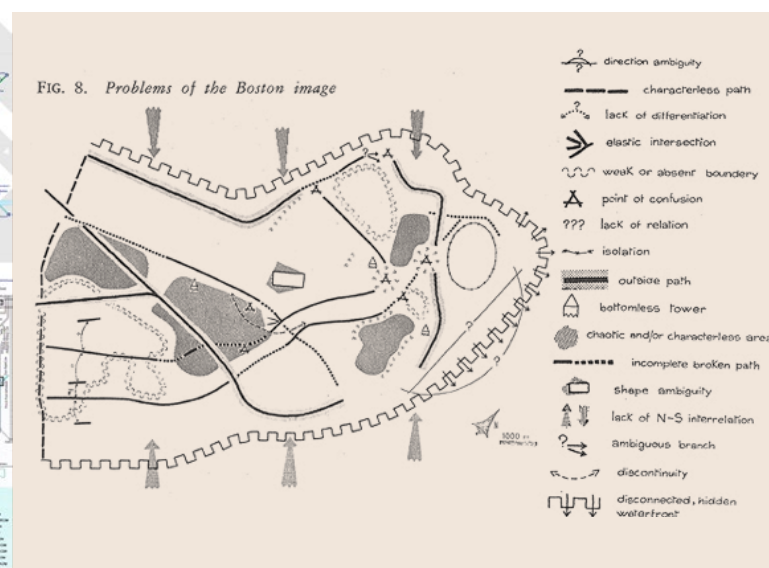 FIG. 8. Problems of the Boston image
direction ambiguity
characterless path
lack of differentiation
elastic intersection
weak or absent boundary
point of confusion
??? lack of relation
isolation
outside path
bottomless tower
chaotic and/or characterless area
incomplete broken path
shape ambiguity
lack of N-S interrelation
ambiguous branch
discontinuity
disconnected, hidden
waterfront